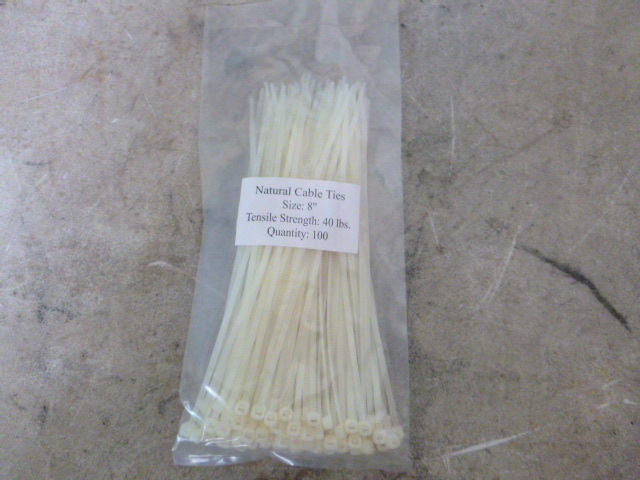 Natural Cable Ties
Size: 8"
Tensile Strength: 40 lbs.
Quantity: 100